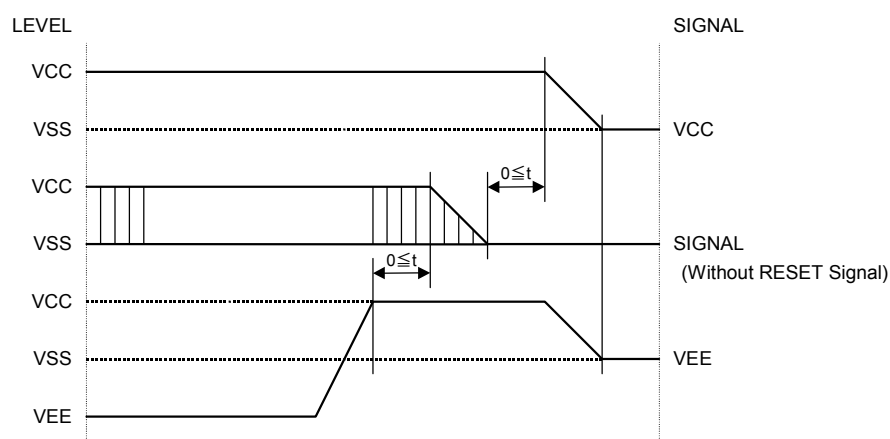 LEVEL SIGNAL
VCC
VSS VCC
VCC 0≦t
VSS SIGNAL
0≦t (Without RESET Signal)
VCC
VSS VEE
VEE